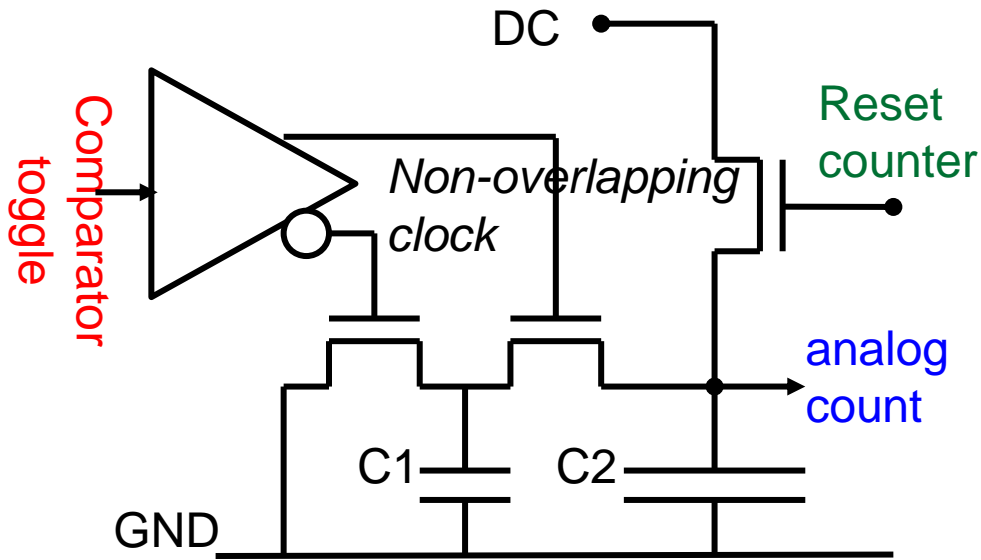 DC
Reset
counter
Comparator
toggle
Non-overlapping
clock
analog
count
C1
C2
GND